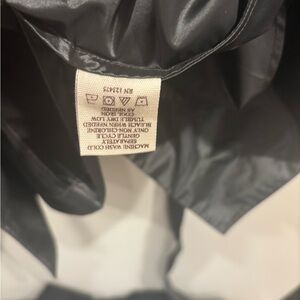 MACHINE WASH COLD
SEPARATELY
GENTLE CYCLE
ONLY NON CHLORINE
BLEACH WHEN NEEDED
TUMBLE DRY LOW
COOL IRON
AS NEEDED
RN 122475